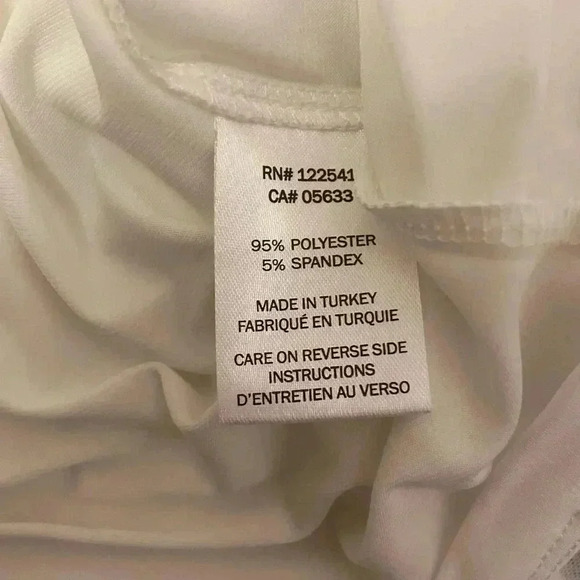 RN# 122541
CA# 05633
95% POLYESTER
5% SPANDEX
MADE IN TURKEY
FABRIQUÉ EN TURQUIE
CARE ON REVERSE SIDE
INSTRUCTIONS
D'ENTRETIEN AU VERSO